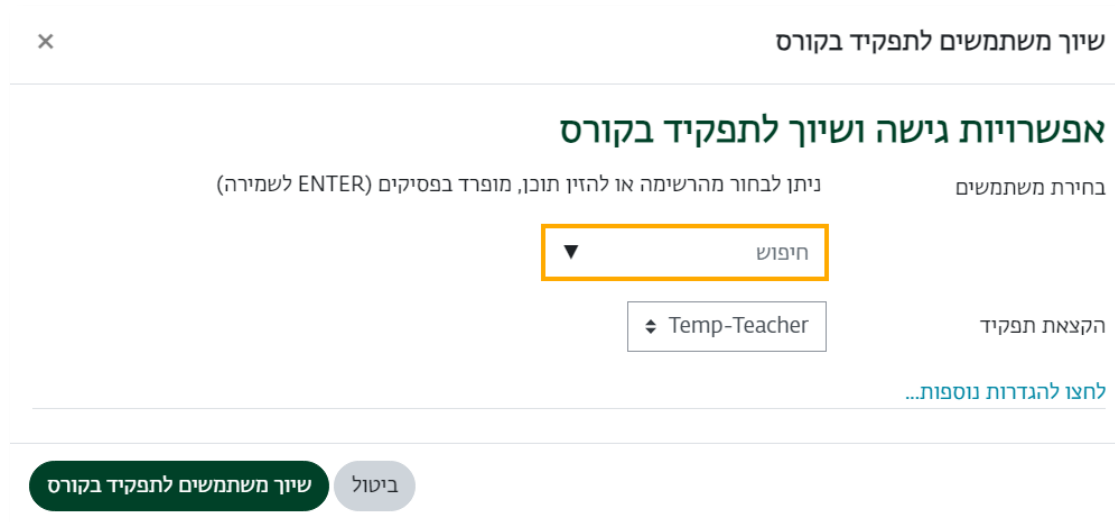 שיוך משתמשים לתפקיד בקורס
×
אפשרויות גישה ושיוך לתפקיד בקורס
בחירת משתמשים
ניתן לבחור מהרשימה או להזין תוכן, מופרד בפסיקים (ENTER לשמירה)
חיפוש ▼
הקצאת תפקיד
Temp-Teacher
לחצו להגדרות נוספות...
ביטול
שיוך משתמשים לתפקיד בקורס